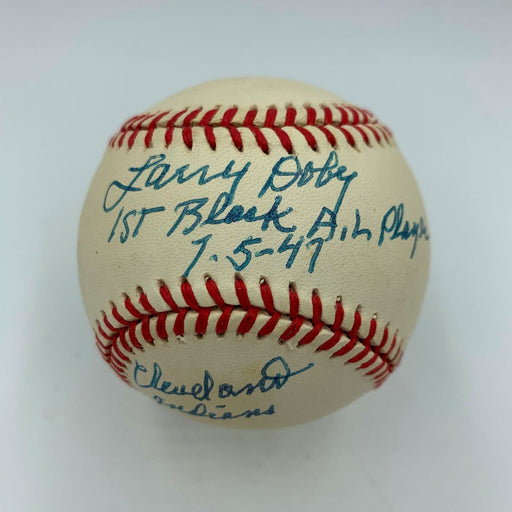 Larry Doby
1st Black A.L Player
7-5-47
Cleveland
Indians